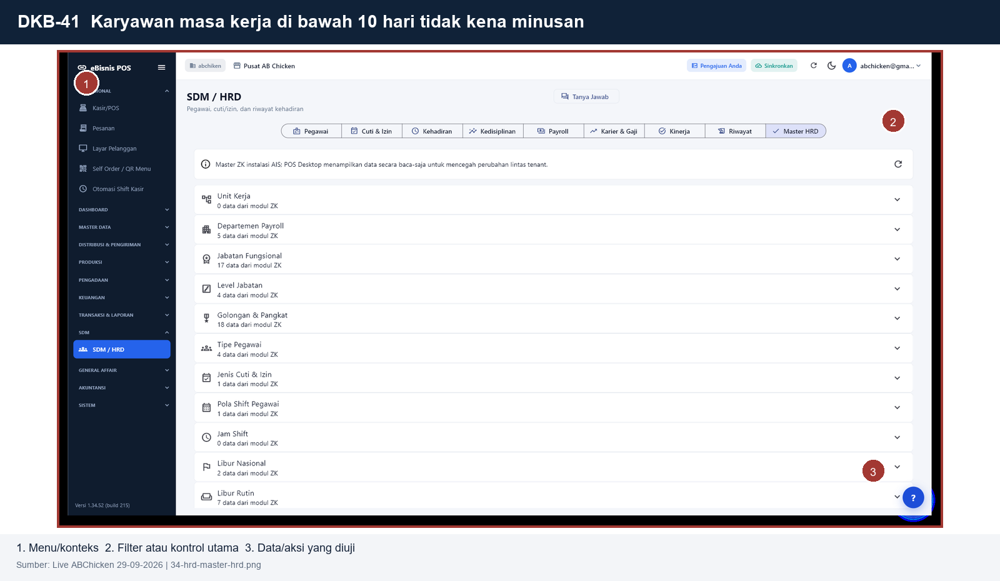 DKB-41 Karyawan masa kerja di bawah 10 hari tidak kena minusan
eBisnis POS
abchiken
Pusat AB Chicken
Pengajuan Anda
Sinkronkan
A
abchicken@gma...
1
IONAL
Kasir/POS
Pesanan
Layar Pelanggan
Self Order / QR Menu
Otomasi Shift Kasir
DASHBOARD
MASTER DATA
DISTRIBUSI & PENGIRIMAN
PRODUKSI
PENGADAAN
KEUANGAN
TRANSAKSI & LAPORAN
SDM
SDM / HRD
GENERAL AFFAIR
AKUNTANSI
SISTEM
Versi 1.34.52 (build 215)
SDM / HRD
Pegawai, cuti/izin, dan riwayat kehadiran
Tanya Jawab
2
Pegawai
Cuti & Izin
Kehadiran
Kedisiplinan
Payroll
Karier & Gaji
Kinerja
Riwayat
Master HRD
Master ZK instalasi AIS; POS Desktop menampilkan data secara baca-saja untuk mencegah perubahan lintas tenant.
Unit Kerja
0 data dari modul ZK
Departemen Payroll
5 data dari modul ZK
Jabatan Fungsional
17 data dari modul ZK
Level Jabatan
4 data dari modul ZK
Golongan & Pangkat
18 data dari modul ZK
Tipe Pegawai
4 data dari modul ZK
Jenis Cuti & Izin
1 data dari modul ZK
Pola Shift Pegawai
1 data dari modul ZK
Jam Shift
0 data dari modul ZK
Libur Nasional
2 data dari modul ZK
3
Libur Rutin
7 data dari modul ZK
?
1. Menu/konteks 2. Filter atau kontrol utama 3. Data/aksi yang diuji
Sumber: Live ABChicken 29-09-2026 | 34-hrd-master-hrd.png